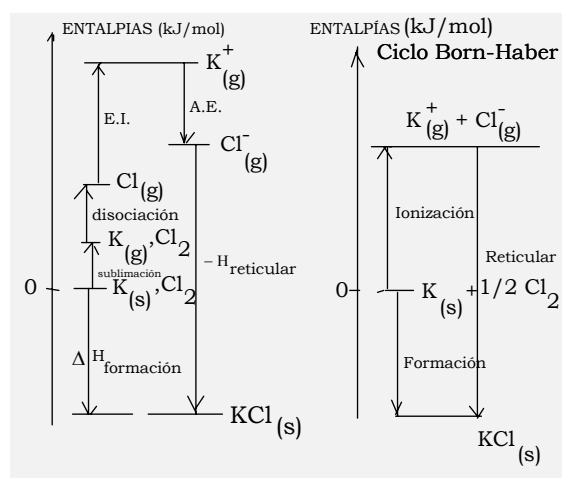 ENTALPIAS (kJ/mol)
K+(g)
A.E.
E.I.
Cl-(g)
Cl(g)
disociación
K(g),Cl2
sublimación
0
K(s),Cl2
-Hreticular
Δ Hformación
KCl(s)
ENTALPÍAS (kJ/mol)
Ciclo Born-Haber
K+(g) + Cl-(g)
Ionización
Reticular
0
K(s) +1/2 Cl2
Formación
KCl(s)